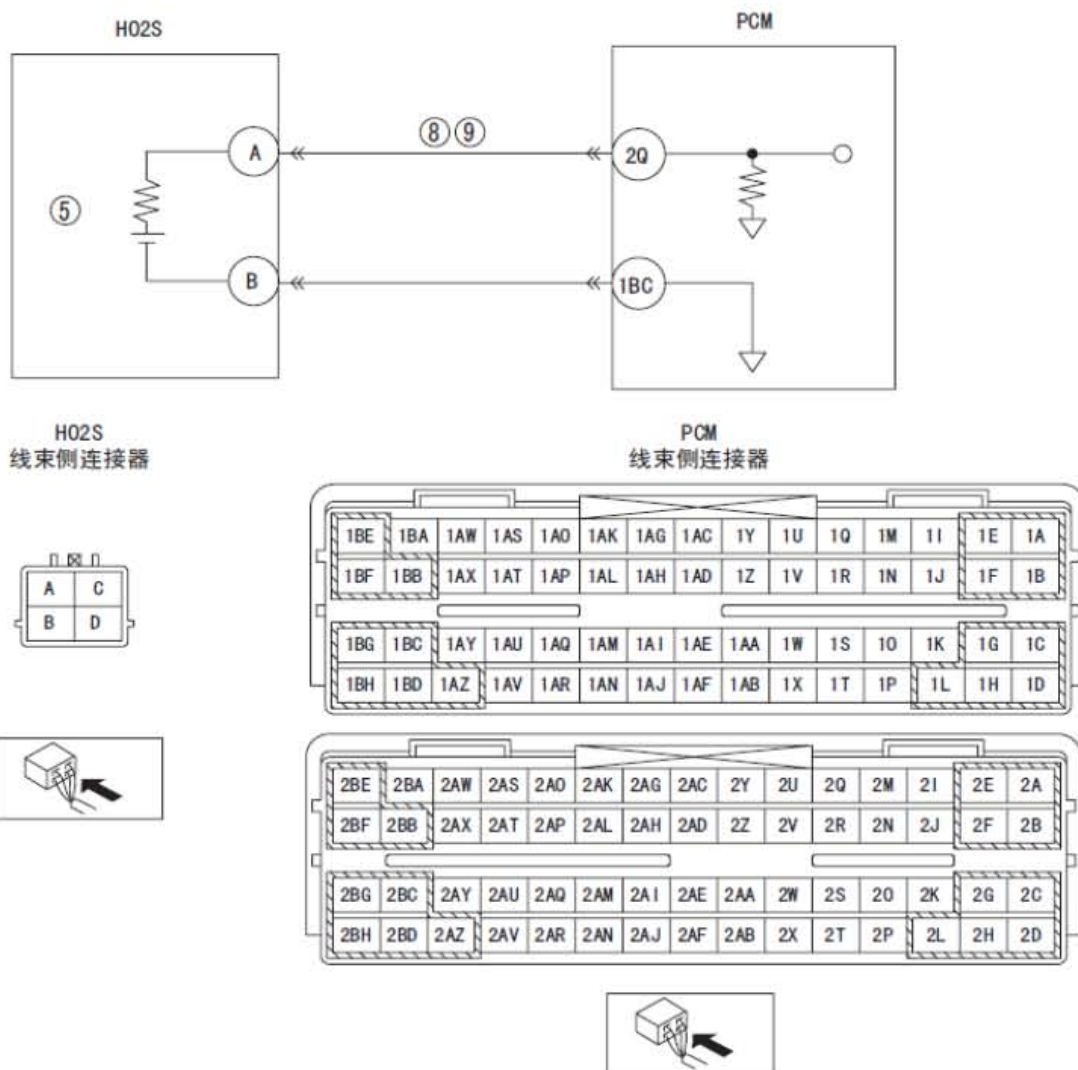 HO2S
PCM
⑧⑨
A
2Q
⑤
B
1BC
HO2S
线束侧连接器
PCM
线束侧连接器
A C
B D
1BE 1BA 1AW 1AS 1AO 1AK 1AG 1AC 1Y 1U 1Q 1M 1I 1E 1A
1BF 1BB 1AX 1AT 1AP 1AL 1AH 1AD 1Z 1V 1R 1N 1J 1F 1B
1BG 1BC 1AY 1AU 1AQ 1AM 1AI 1AE 1AA 1W 1S 1O 1K 1G 1C
1BH 1BD 1AZ 1AV 1AR 1AN 1AJ 1AF 1AB 1X 1T 1P 1L 1H 1D
2BE 2BA 2AW 2AS 2AO 2AK 2AG 2AC 2Y 2U 2Q 2M 2I 2E 2A
2BF 2BB 2AX 2AT 2AP 2AL 2AH 2AD 2Z 2V 2R 2N 2J 2F 2B
2BG 2BC 2AY 2AU 2AQ 2AM 2AI 2AE 2AA 2W 2S 2O 2K 2G 2C
2BH 2BD 2AZ 2AV 2AR 2AN 2AJ 2AF 2AB 2X 2T 2P 2L 2H 2D